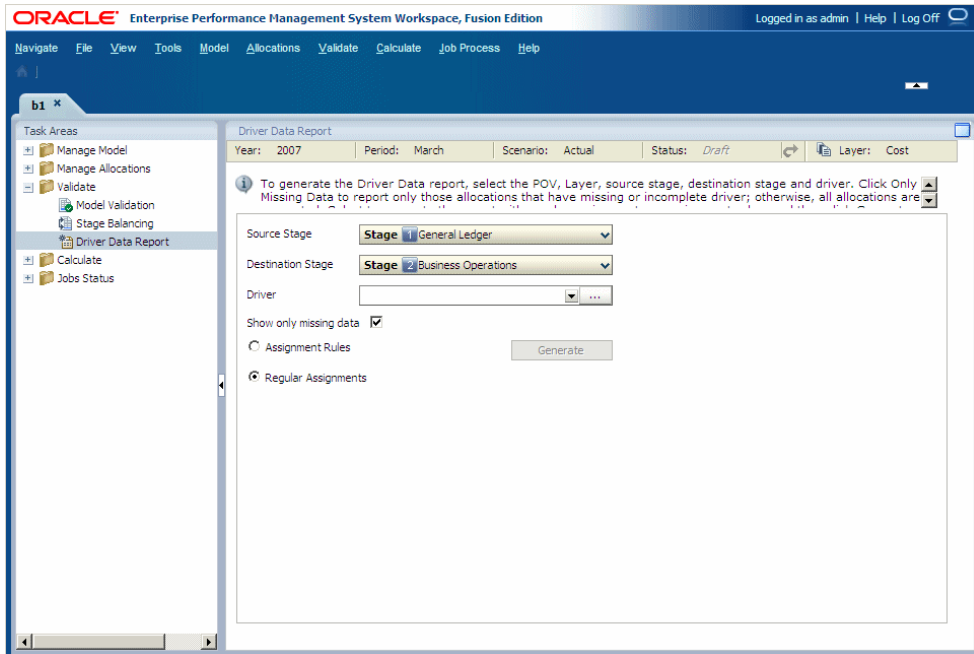 ORACLE Enterprise Performance Management System Workspace, Fusion Edition
Logged in as admin | Help | Log Off
Navigate File View Tools Model Allocations Validate Calculate Job Process Help
b1
Task Areas
Manage Model
Manage Allocations
Validate
Model Validation
Stage Balancing
Driver Data Report
Calculate
Jobs Status
Driver Data Report
Year: 2007 Period: March Scenario: Actual Status: Draft Layer: Cost
To generate the Driver Data report, select the POV, Layer, source stage, destination stage and driver. Click Only
Missing Data to report only those allocations that have missing or incomplete driver; otherwise, all allocations are
Source Stage Stage 1 General Ledger
Destination Stage Stage 2 Business Operations
Driver ...
Show only missing data
Assignment Rules
Generate
Regular Assignments